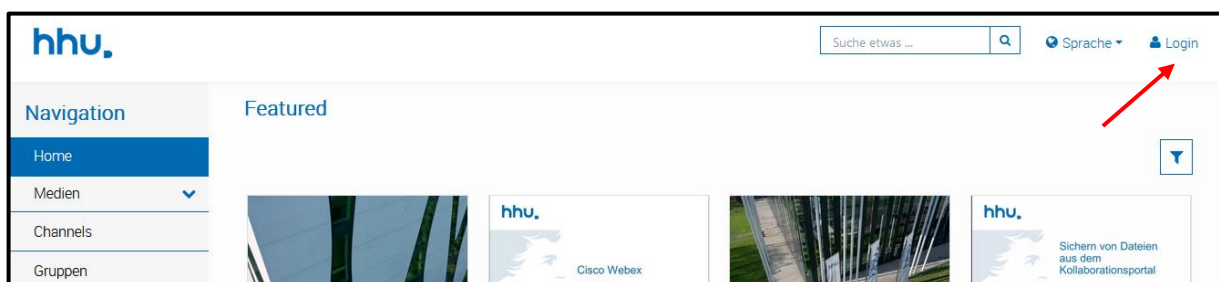 hhu.
Suche etwas ...
Sprache
Login
Navigation
Home
Medien
Channels
Gruppen
Featured
hhu.
Cisco Webex
hhu.
Sichern von Dateien
aus dem
Kollaborationsportal